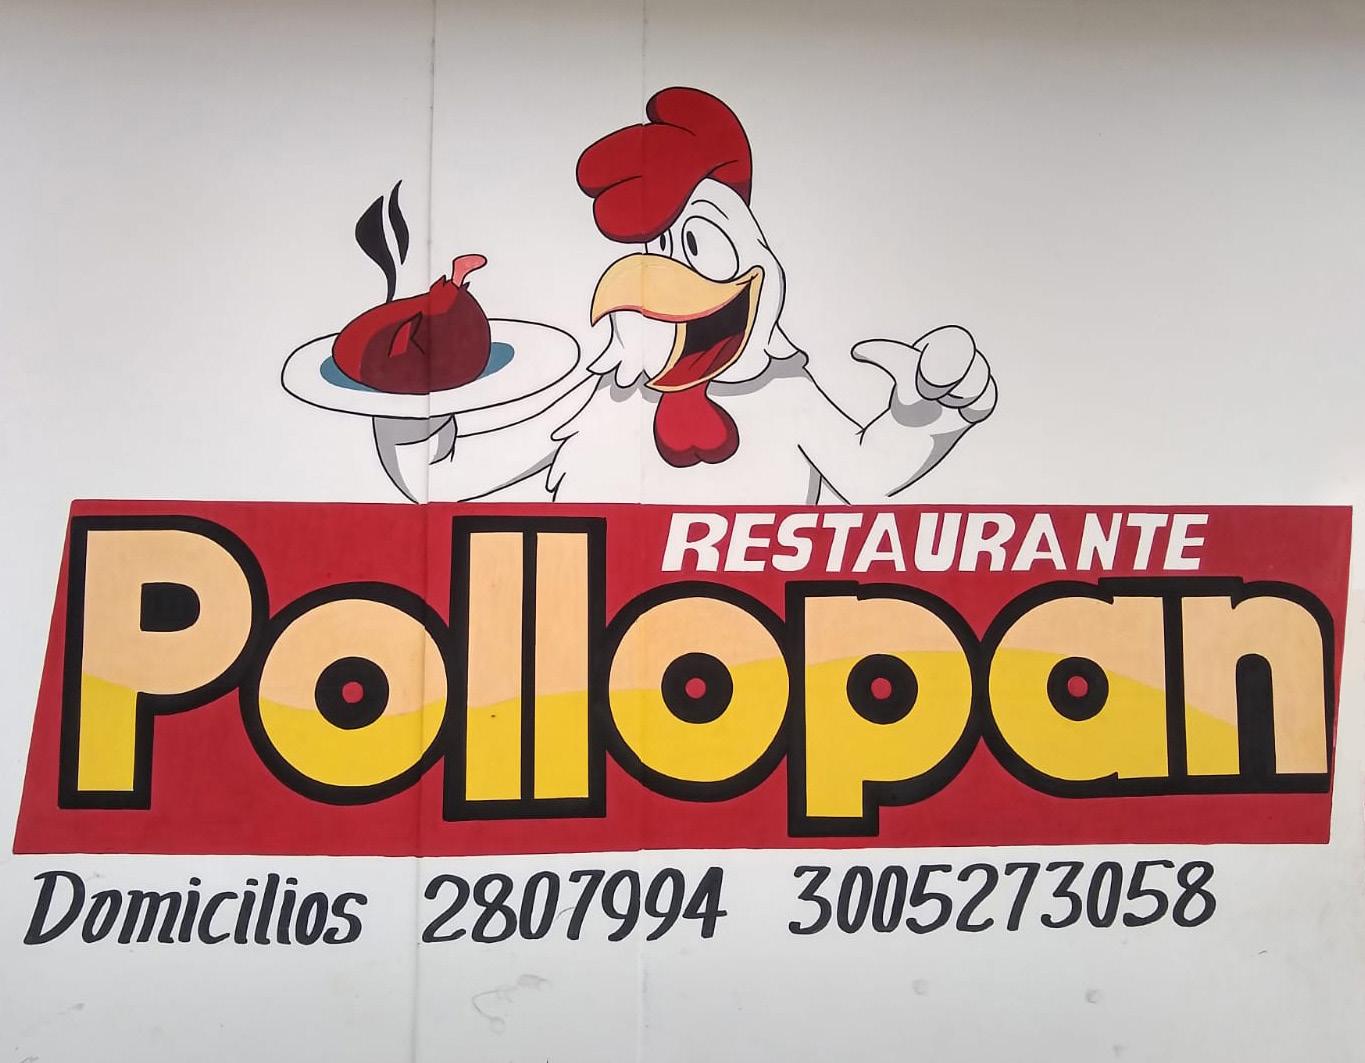 RESTAURANTE
Pollopan
Domicilios 2807994 3005273058